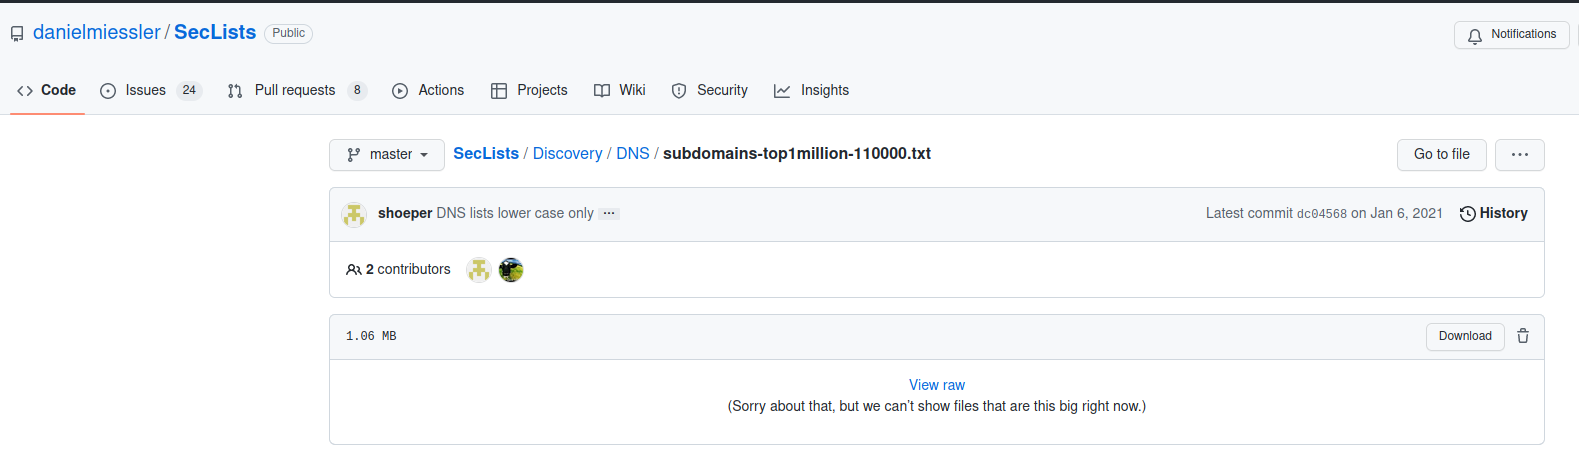 danielmiessler / SecLists Public
Notifications
Code Issues 24 Pull requests 8 Actions Projects Wiki Security Insights
master SecLists / Discovery / DNS / subdomains-top1million-110000.txt Go to file ...
shoeper DNS lists lower case only ... Latest commit dc04568 on Jan 6, 2021 History
2 contributors
1.06 MB Download
View raw
(Sorry about that, but we can’t show files that are this big right now.)